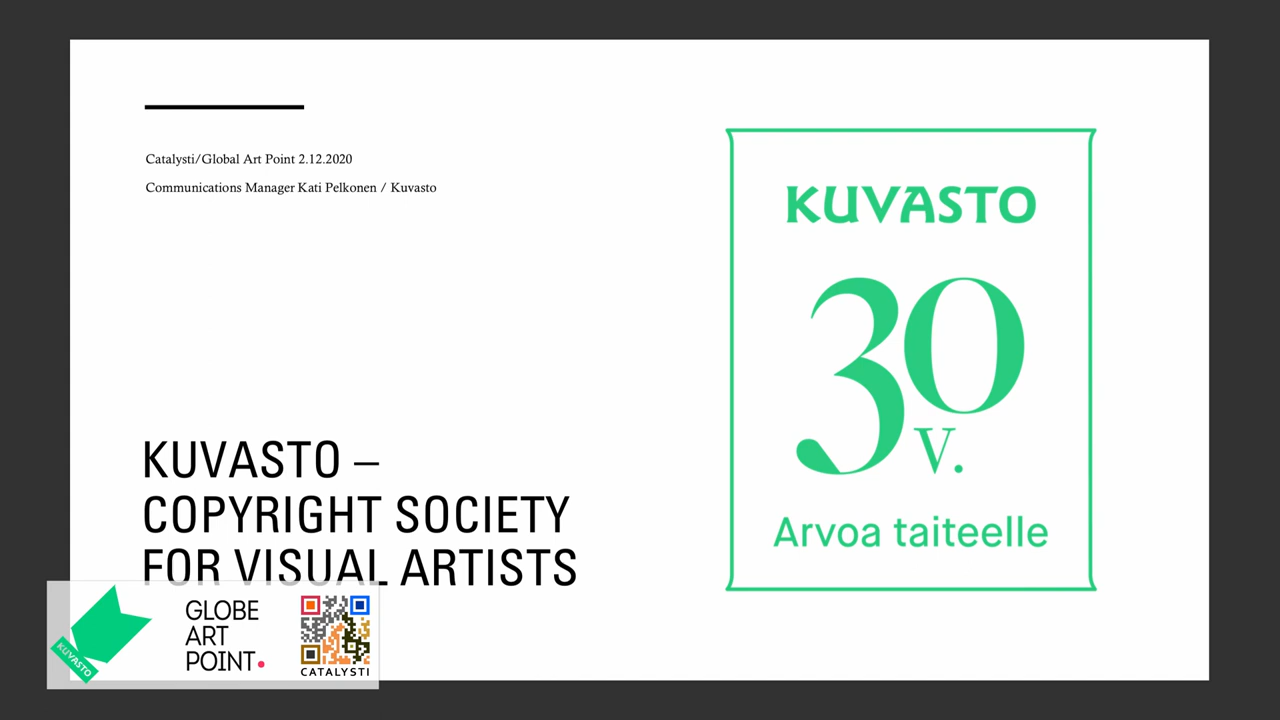 Catalysti/Global Art Point 2.12.2020
Communications Manager Kati Pelkonen / Kuvasto
KUVASTO
30
V.
Arvoa taiteelle
KUVASTO –
COPYRIGHT SOCIETY
FOR VISUAL ARTISTS
KUVASTO
GLOBE
ART
POINT.
CATALYSTI